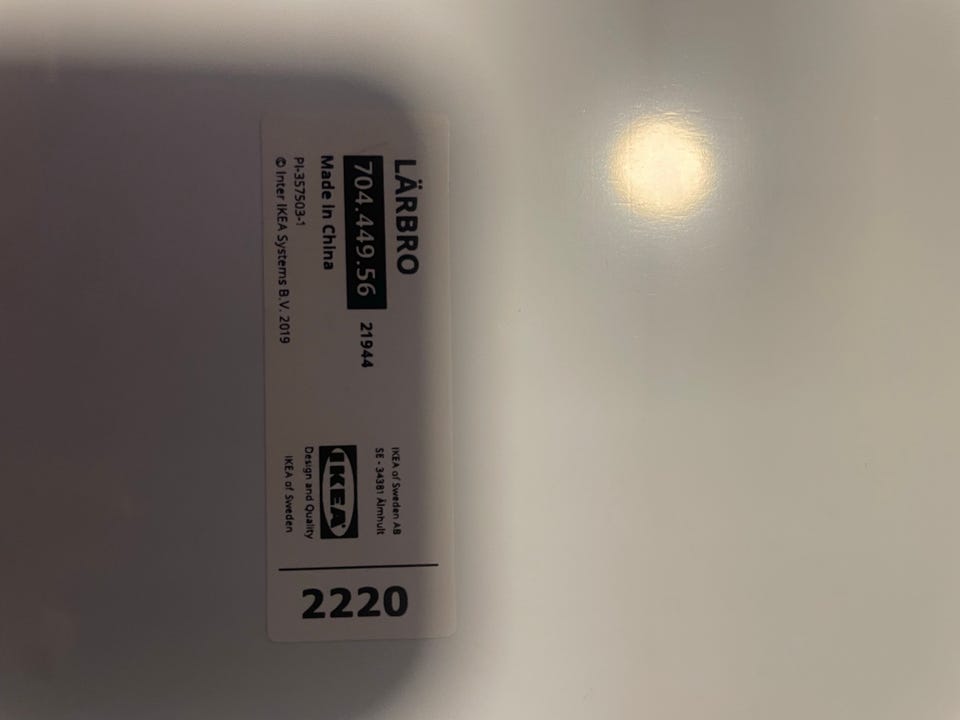 LÄRBRO
704.449.56 21944
Made in China
PI-357503-1
© Inter IKEA Systems B.V. 2019
IKEA of Sweden AB
SE - 34381 Älmhult
IKEA
Design and Quality
IKEA of Sweden
2220